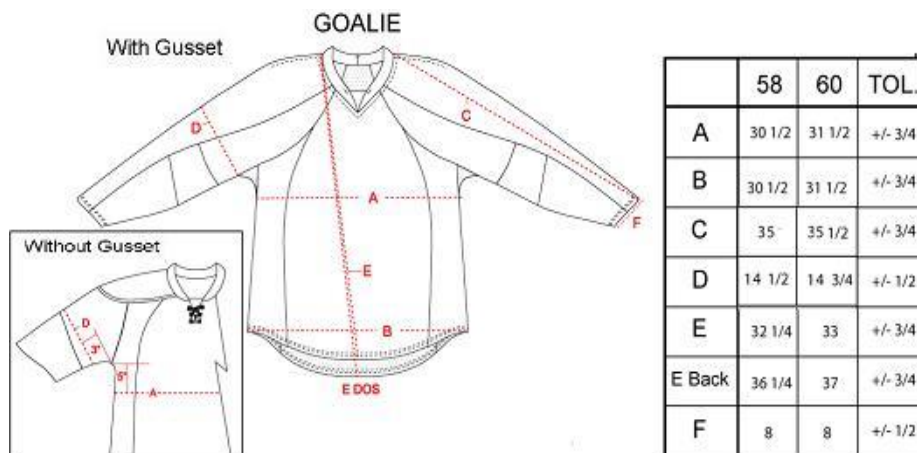 GOALIE
With Gusset
D
C
A
F
E
B
E DOS
Without Gusset
D
3"
5"
A
58 60 TOL.
A 30 1/2 31 1/2 +/- 3/4
B 30 1/2 31 1/2 +/- 3/4
C 35 35 1/2 +/- 3/4
D 14 1/2 14 3/4 +/- 1/2
E 32 1/4 33 +/- 3/4
E Back 36 1/4 37 +/- 3/4
F 8 8 +/- 1/2